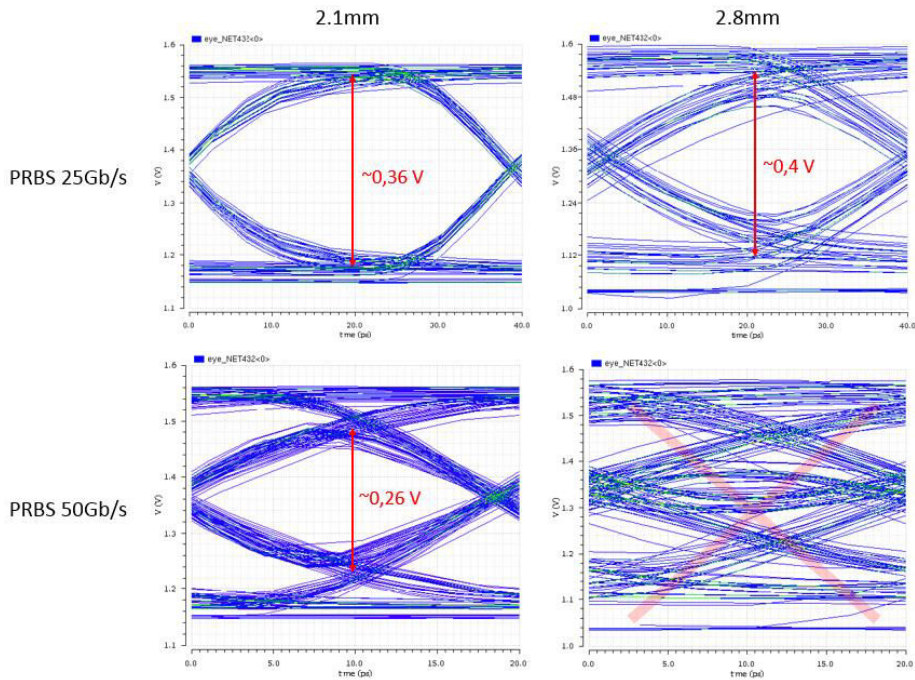 2.1mm
2.8mm
PRBS 25Gb/s
eye_NET432<0>
1.6
1.5
1.4
1.3
1.2
1.1
V (V)
0.0
10.0
20.0
30.0
40.0
time (ps)
~0,36 V
eye_NET432<0>
1.6
1.48
1.36
1.24
1.12
1.0
V (V)
0.0
10.0
20.0
30.0
40.0
time (ps)
~0,4 V
PRBS 50Gb/s
eye_NET432<0>
1.6
1.5
1.4
1.3
1.2
1.1
V (V)
0.0
5.0
10.0
15.0
20.0
time (ps)
~0,26 V
eye_NET432<0>
1.6
1.5
1.4
1.3
1.2
1.1
1.0
V (V)
0.0
5.0
10.0
15.0
20.0
time (ps)